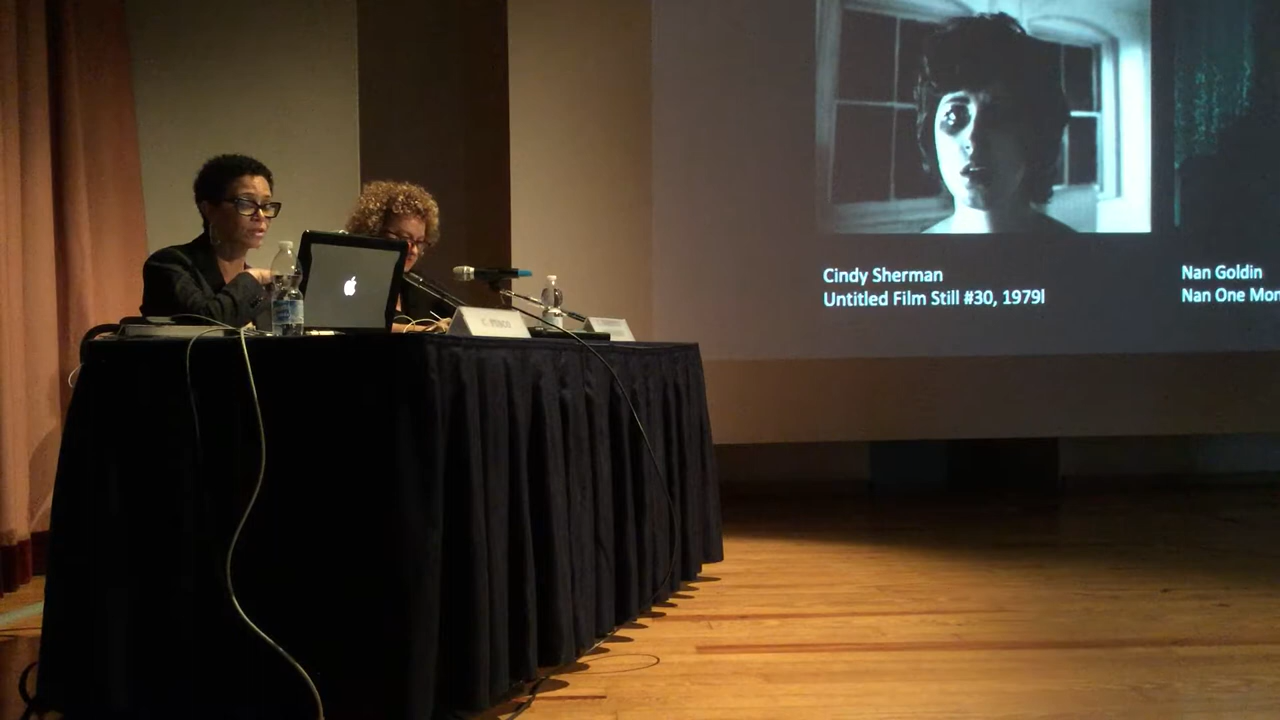 Cindy Sherman
Untitled Film Still #30, 1979l
Nan Goldin
Nan One Mon